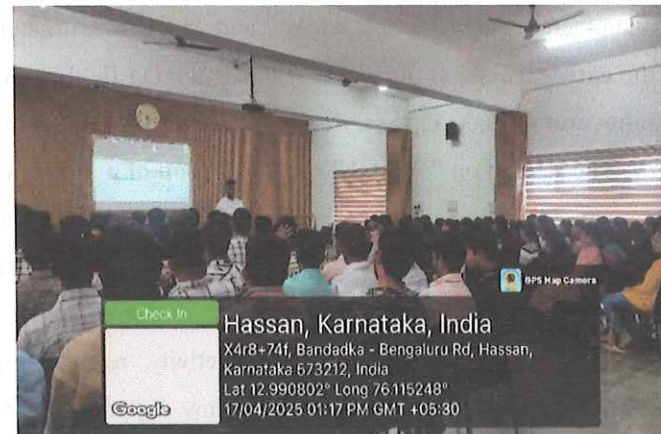 GPS Map Camera
Check In
Hassan, Karnataka, India
X4r8+74f, Bandadka - Bengaluru Rd, Hassan,
Karnataka 573212, India
Lat 12.990802° Long 76.115248°
Google
17/04/2025 01:17 PM GMT +05:30